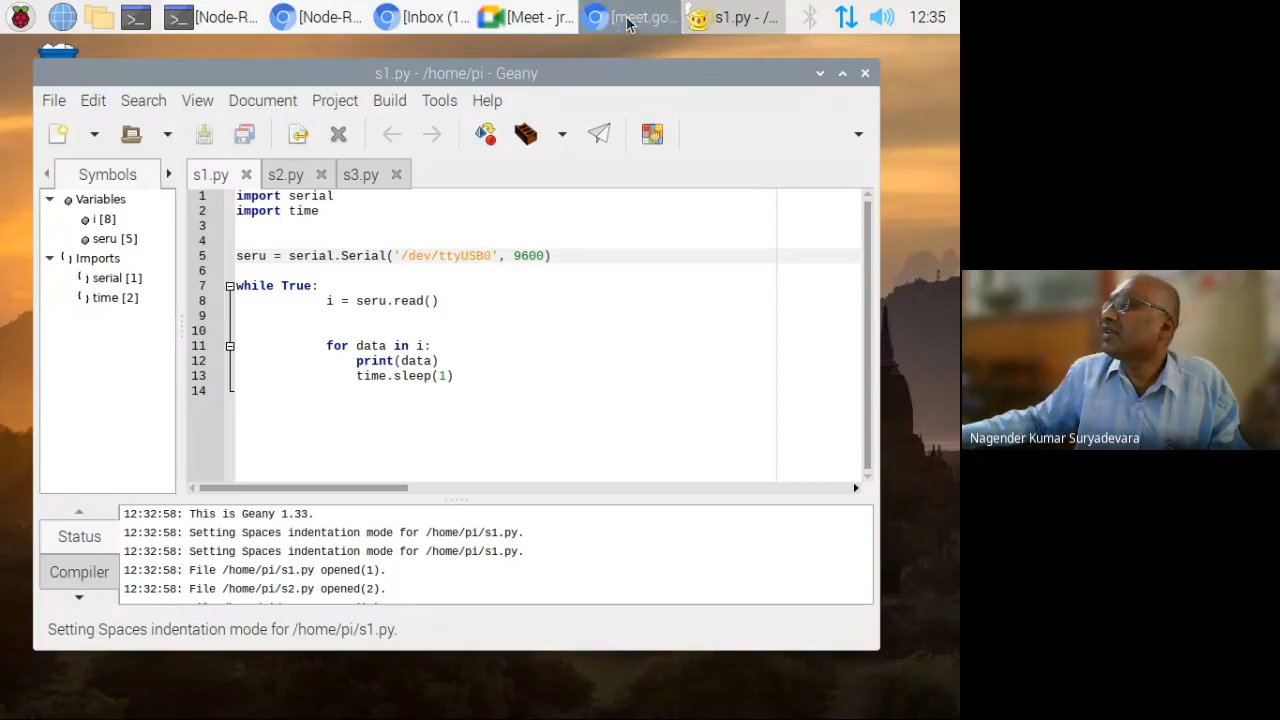 [Node-R...
[Node-R...
[Inbox (1...
[Meet - jr...
[meet.go...
s1.py - /...
12:35
s1.py - /home/pi - Geany
File Edit Search View Document Project Build Tools Help
Symbols
s1.py
s2.py
s3.py
Variables
i [8]
seru [5]
Imports
serial [1]
time [2]
1 import serial
2 import time
3
4
5 seru = serial.Serial('/dev/ttyUSB0', 9600)
6
7 while True:
8 i = seru.read()
9
10
11 for data in i:
12 print(data)
13 time.sleep(1)
14
Status
Compiler
12:32:58: This is Geany 1.33.
12:32:58: Setting Spaces indentation mode for /home/pi/s1.py.
12:32:58: Setting Spaces indentation mode for /home/pi/s1.py.
12:32:58: File /home/pi/s1.py opened(1).
12:32:58: File /home/pi/s2.py opened(2).
Setting Spaces indentation mode for /home/pi/s1.py.
Nagender Kumar Suryadevara